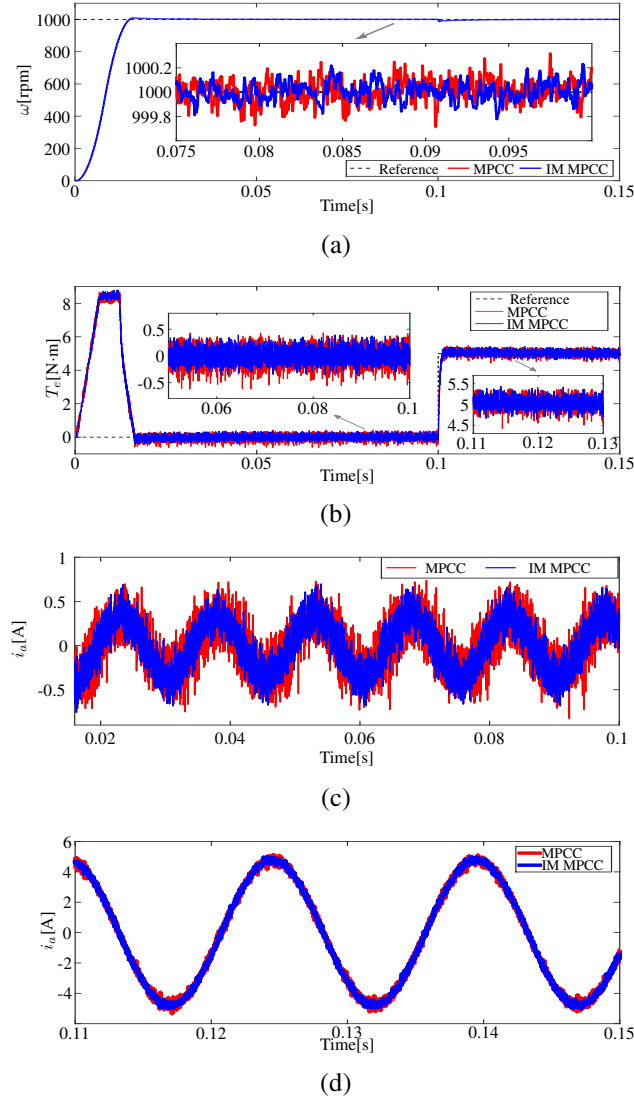 1000
800
600
400
200
0
ω[rpm]
1000.2
1000
999.8
0.075 0.08 0.085 0.09 0.095
Reference MPCC IM MPCC
0 0.05 0.1 0.15
Time[s]
(a)
8
6
4
2
0
T_e[N·m]
0.5
0
-0.5
0.06 0.08 0.1
Reference
MPCC
IM MPCC
5.5
5
4.5
0.11 0.12 0.13
0 0.05 0.1 0.15
Time[s]
(b)
1
0.5
0
-0.5
i_a[A]
MPCC IM MPCC
0.02 0.04 0.06 0.08 0.1
Time[s]
(c)
6
4
2
0
-2
-4
i_a[A]
MPCC
IM MPCC
0.11 0.12 0.13 0.14 0.15
Time[s]
(d)